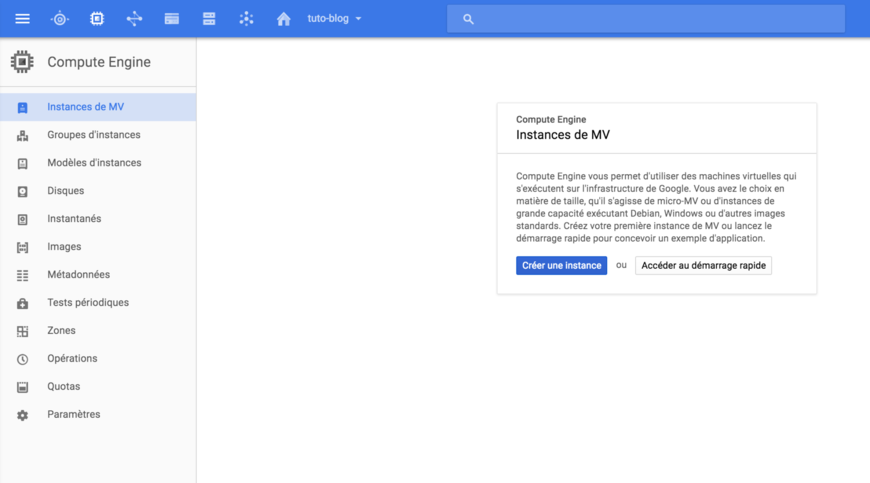 tuto-blog
Compute Engine
Instances de MV
Groupes d'instances
Modèles d'instances
Disques
Instantanés
Images
Métadonnées
Tests périodiques
Zones
Opérations
Quotas
Paramètres
Compute Engine
Instances de MV
Compute Engine vous permet d'utiliser des machines virtuelles qui
s'exécutent sur l'infrastructure de Google. Vous avez le choix en
matière de taille, qu'il s'agisse de micro-MV ou d'instances de
grande capacité exécutant Debian, Windows ou d'autres images
standards. Créez votre première instance de MV ou lancez le
démarrage rapide pour concevoir un exemple d'application.
Créer une instance ou Accéder au démarrage rapide